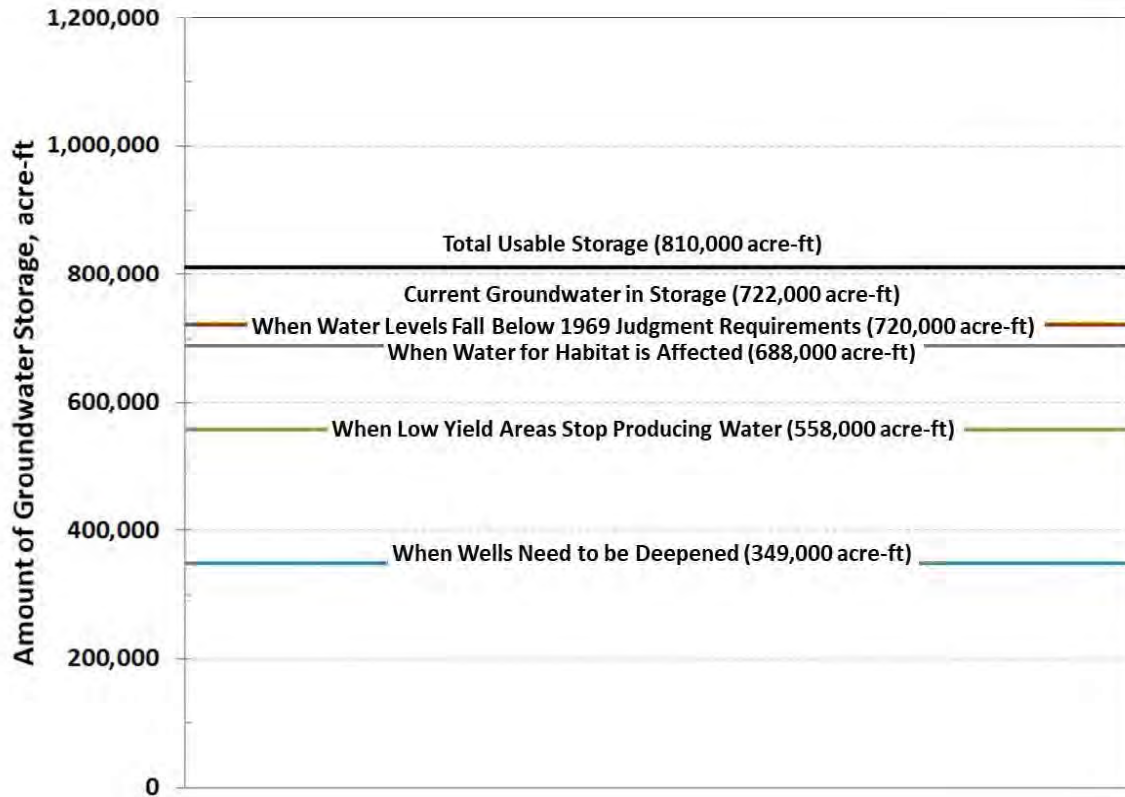 Amount of Groundwater Storage, acre-ft
1,200,000
1,000,000
800,000
600,000
400,000
200,000
0
Total Usable Storage (810,000 acre-ft)
Current Groundwater in Storage (722,000 acre-ft)
When Water Levels Fall Below 1969 Judgment Requirements (720,000 acre-ft)
When Water for Habitat is Affected (688,000 acre-ft)
When Low Yield Areas Stop Producing Water (558,000 acre-ft)
When Wells Need to be Deepened (349,000 acre-ft)